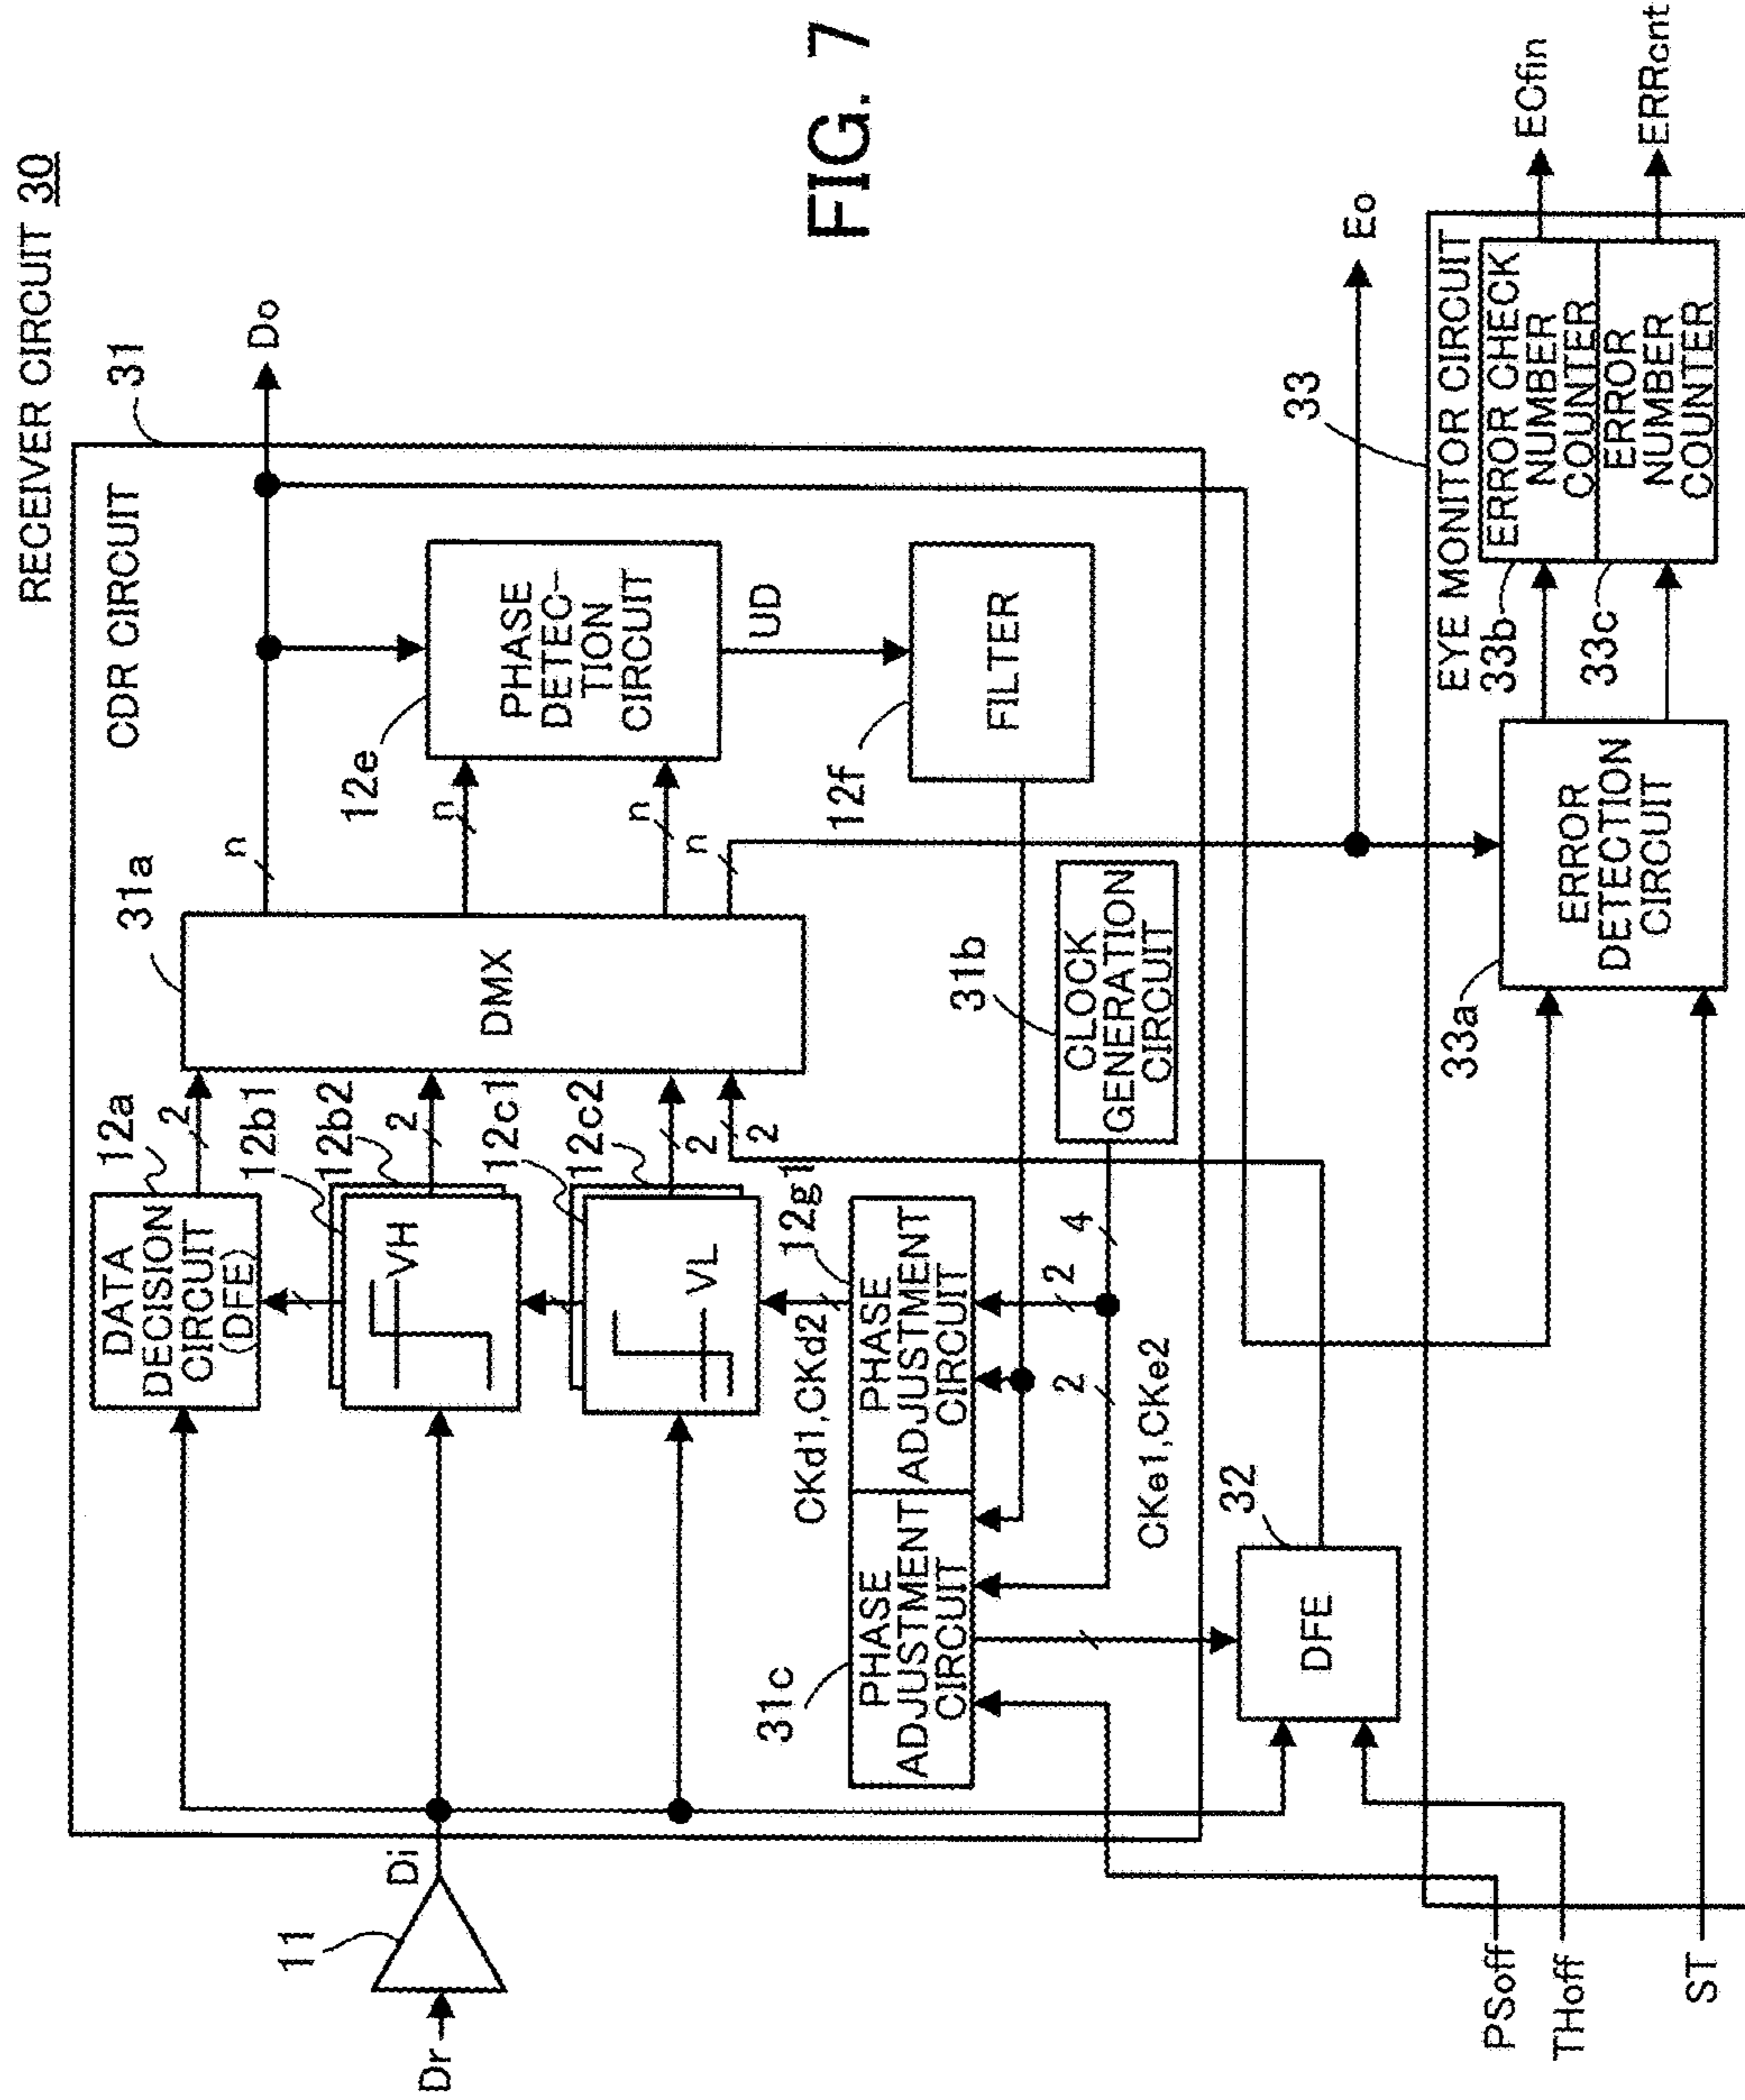 RECEIVER CIRCUIT 30
FIG. 7
CDR CIRCUIT
31
Dr
11
Di
DATA
DECISION
CIRCUIT
(DFE)
12a
2
VH
12b1
12b2
2
VL
12c1
12c2
2
2
DMX
31a
n
n
n
n
Do
PHASE
DETEC-
TION
CIRCUIT
12e
UD
FILTER
12f
PHASE
ADJUSTMENT
CIRCUIT
31c
PHASE
ADJUSTMENT
CIRCUIT
12g1
CKd1,CKd2
2
4
2
CKe1,CKe2
CLOCK
GENERATION
CIRCUIT
31b
DFE
32
Eo
EYE MONITOR CIRCUIT
33
ERROR
DETECTION
CIRCUIT
33a
ERROR CHECK
NUMBER
COUNTER
33b
ERROR
NUMBER
COUNTER
33c
ECfin
ERRcnt
PSoff
THoff
ST